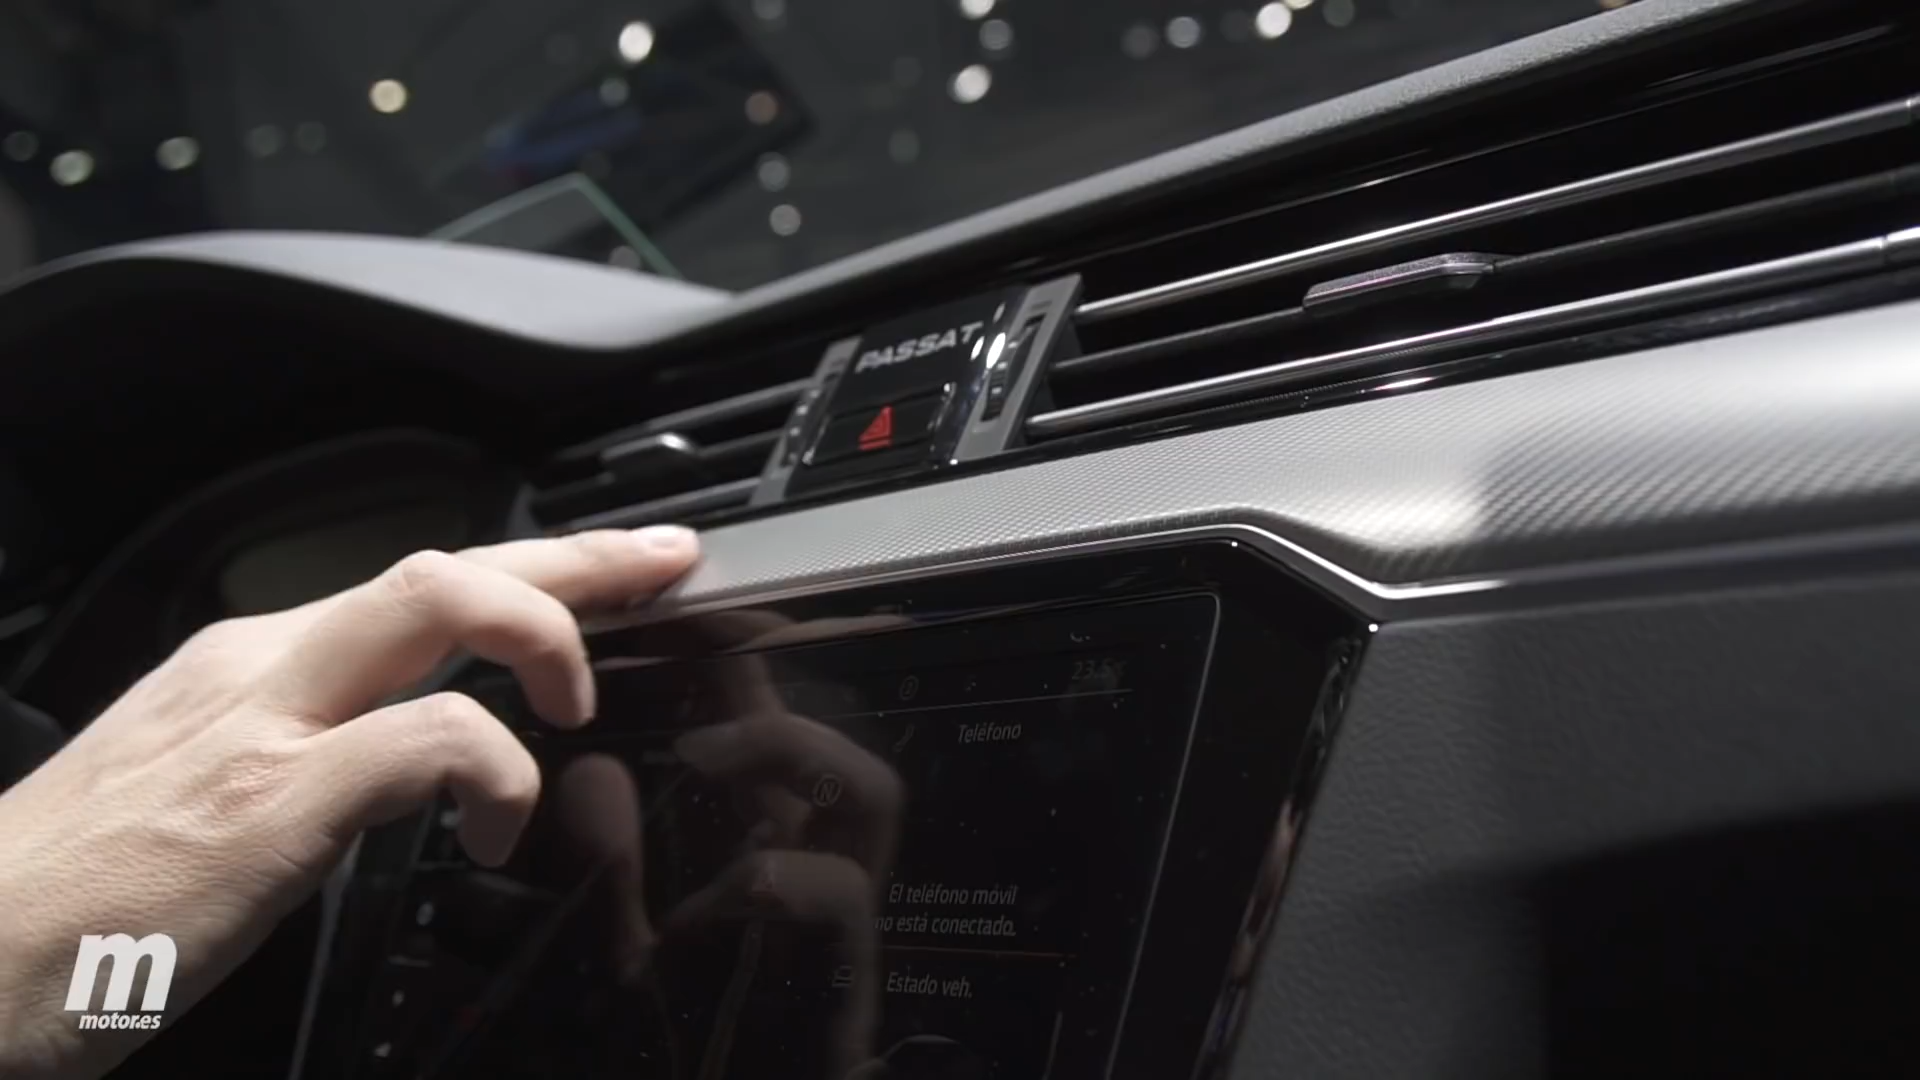 PASSAT
23.5°C
Teléfono
N
El teléfono móvil
no está conectado.
Estado veh.
m
motor.es